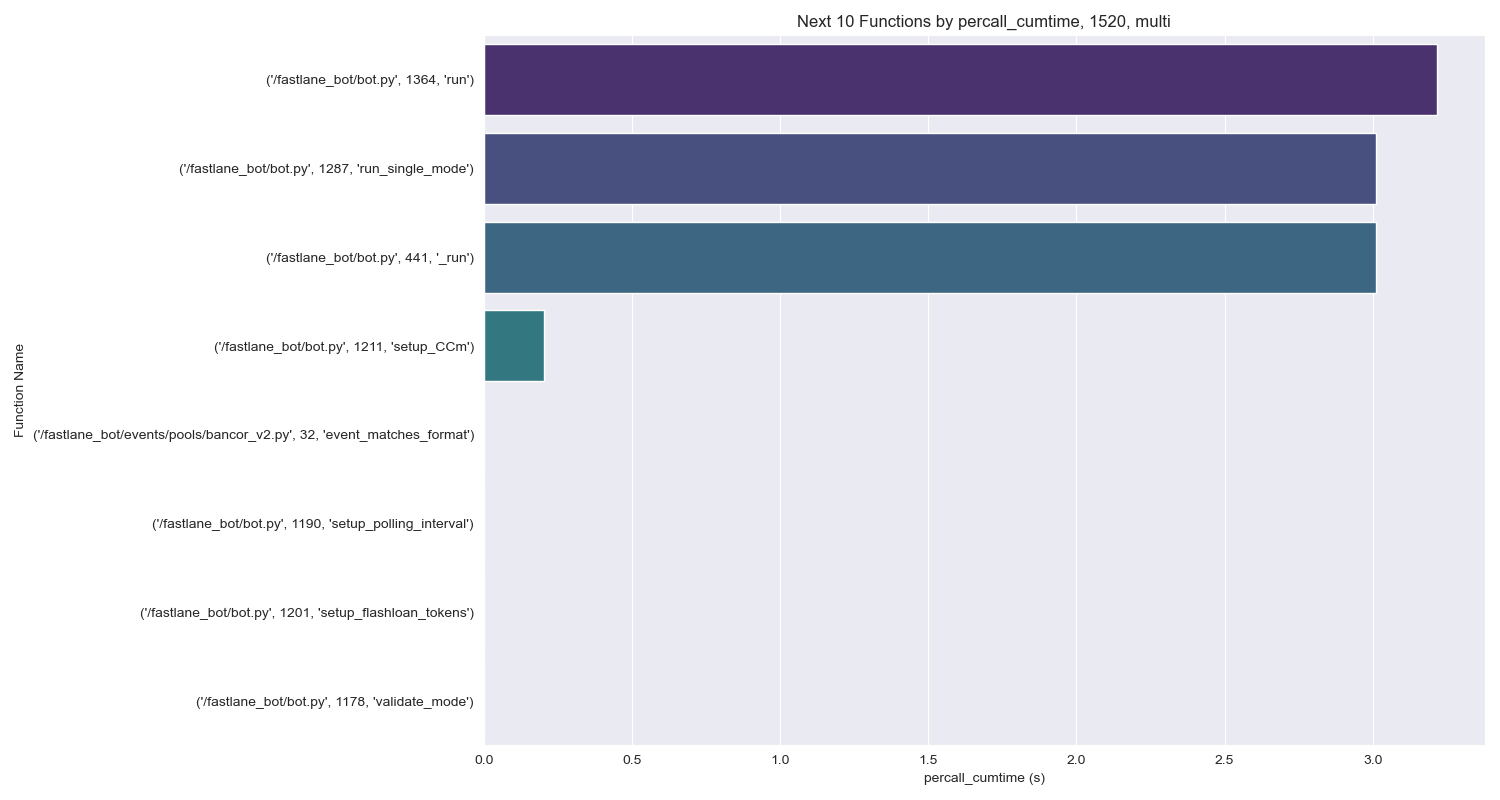 Next 10 Functions by percall_cumtime, 1520, multi
('/fastlane_bot/bot.py', 1364, 'run')
('/fastlane_bot/bot.py', 1287, 'run_single_mode')
('/fastlane_bot/bot.py', 441, '_run')
('/fastlane_bot/bot.py', 1211, 'setup_CCm')
('/fastlane_bot/events/pools/bancor_v2.py', 32, 'event_matches_format')
('/fastlane_bot/bot.py', 1190, 'setup_polling_interval')
('/fastlane_bot/bot.py', 1201, 'setup_flashloan_tokens')
('/fastlane_bot/bot.py', 1178, 'validate_mode')
Function Name
0.0 0.5 1.0 1.5 2.0 2.5 3.0
percall_cumtime (s)